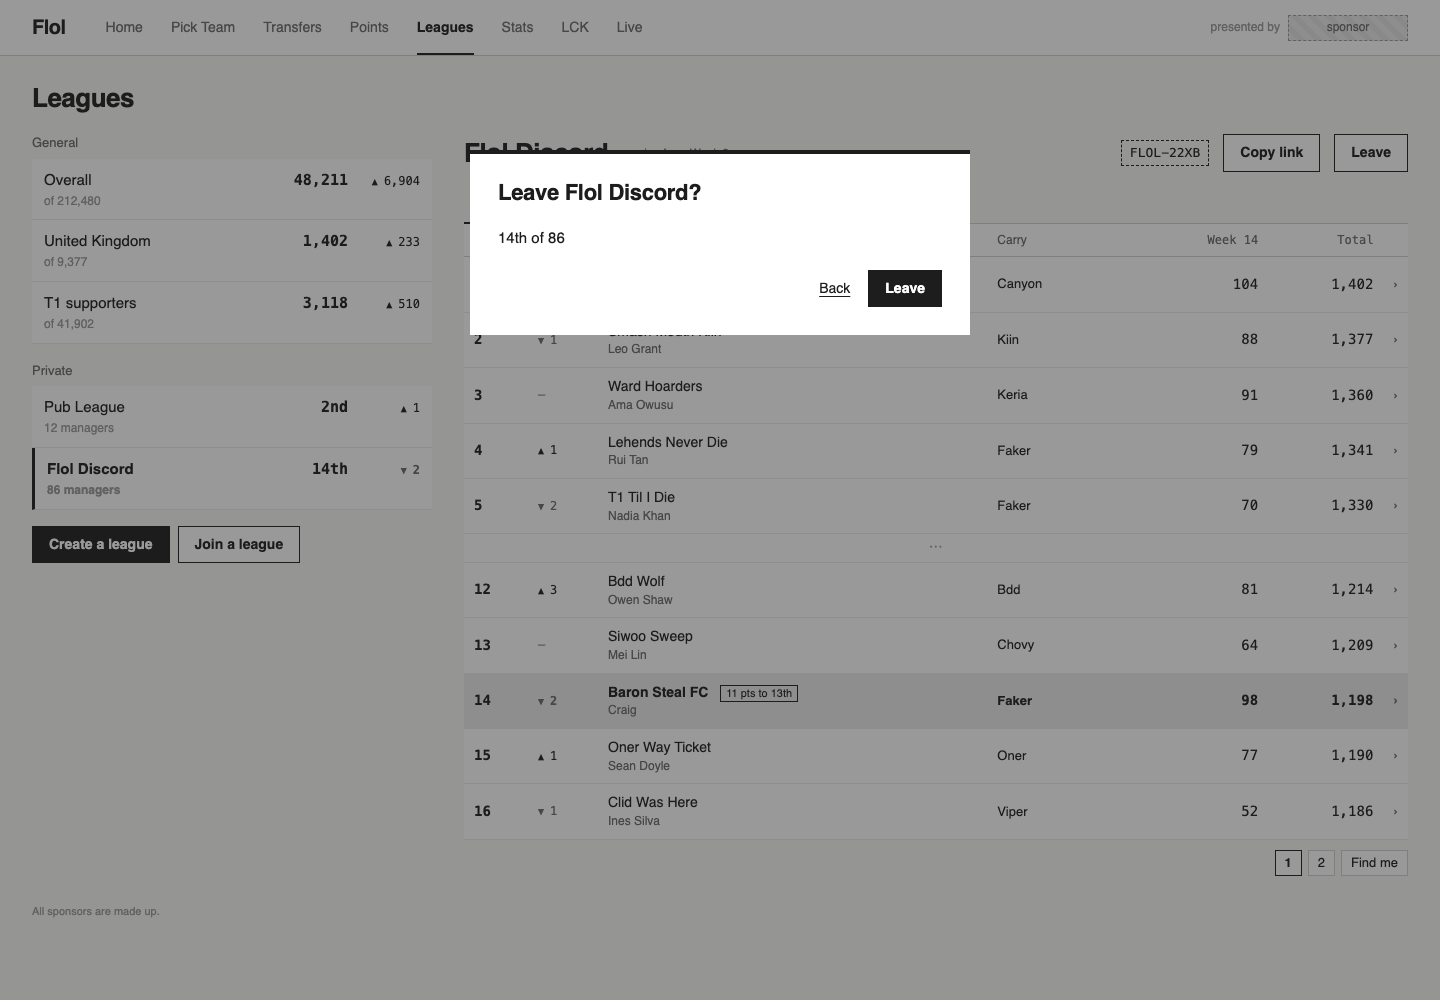 Flol Home Pick Team Transfers Points Leagues Stats LCK Live presented by sponsor
Leagues
General
Overall 48,211 ▲ 6,904
of 212,480
United Kingdom 1,402 ▲ 233
of 9,377
T1 supporters 3,118 ▲ 510
of 41,902
Private
Pub League 2nd ▲ 1
12 managers
Flol Discord 14th ▼ 2
86 managers
Create a league Join a league
Flol Discord
FLOL–22XB Copy link Leave
Leave Flol Discord?
14th of 86
Back Leave
Carry Week 14 Total
Canyon 104 1,402 ›
2 ▼ 1
Leo Grant
Kiin 88 1,377 ›
3 – Ward Hoarders
Ama Owusu
Keria 91 1,360 ›
4 ▲ 1 Lehends Never Die
Rui Tan
Faker 79 1,341 ›
5 ▼ 2 T1 Til I Die
Nadia Khan
Faker 70 1,330 ›
...
12 ▲ 3 Bdd Wolf
Owen Shaw
Bdd 81 1,214 ›
13 – Siwoo Sweep
Mei Lin
Chovy 64 1,209 ›
14 ▼ 2 Baron Steal FC 11 pts to 13th
Craig
Faker 98 1,198 ›
15 ▲ 1 Oner Way Ticket
Sean Doyle
Oner 77 1,190 ›
16 ▼ 1 Clid Was Here
Ines Silva
Viper 52 1,186 ›
1 2 Find me
All sponsors are made up.